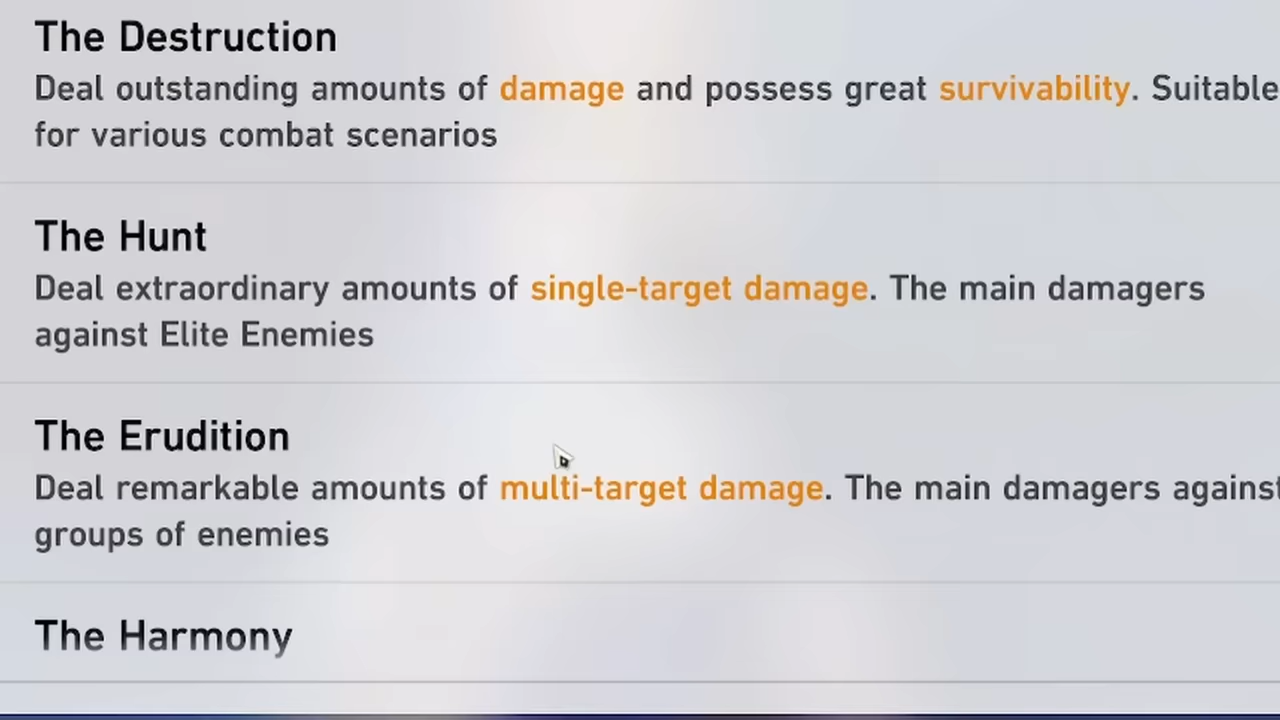 The Destruction
Deal outstanding amounts of damage and possess great survivability. Suitable
for various combat scenarios
The Hunt
Deal extraordinary amounts of single-target damage. The main damagers
against Elite Enemies
The Erudition
Deal remarkable amounts of multi-target damage. The main damagers against
groups of enemies
The Harmony